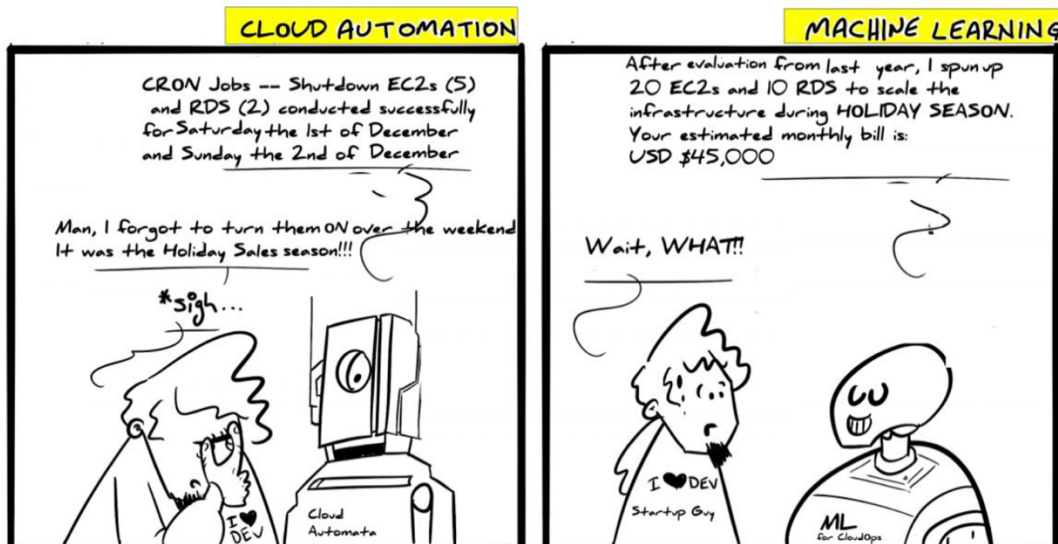 CLOUD AUTOMATION
CRON Jobs -- Shutdown EC2s (5)
and RDS (2) conducted successfully
for Saturday the 1st of December
and Sunday the 2nd of December
Man, I forgot to turn them ON over the weekend
It was the Holiday Sales season!!!
*sigh...
I ♥
DEV
Cloud
Automata
MACHINE LEARNING
After evaluation from last year, I spun up
20 EC2s and 10 RDS to scale the
infrastructure during HOLIDAY SEASON.
Your estimated monthly bill is:
USD $45,000
Wait, WHAT!!
I ♥ DEV
Startup Guy
ML
for CloudOps